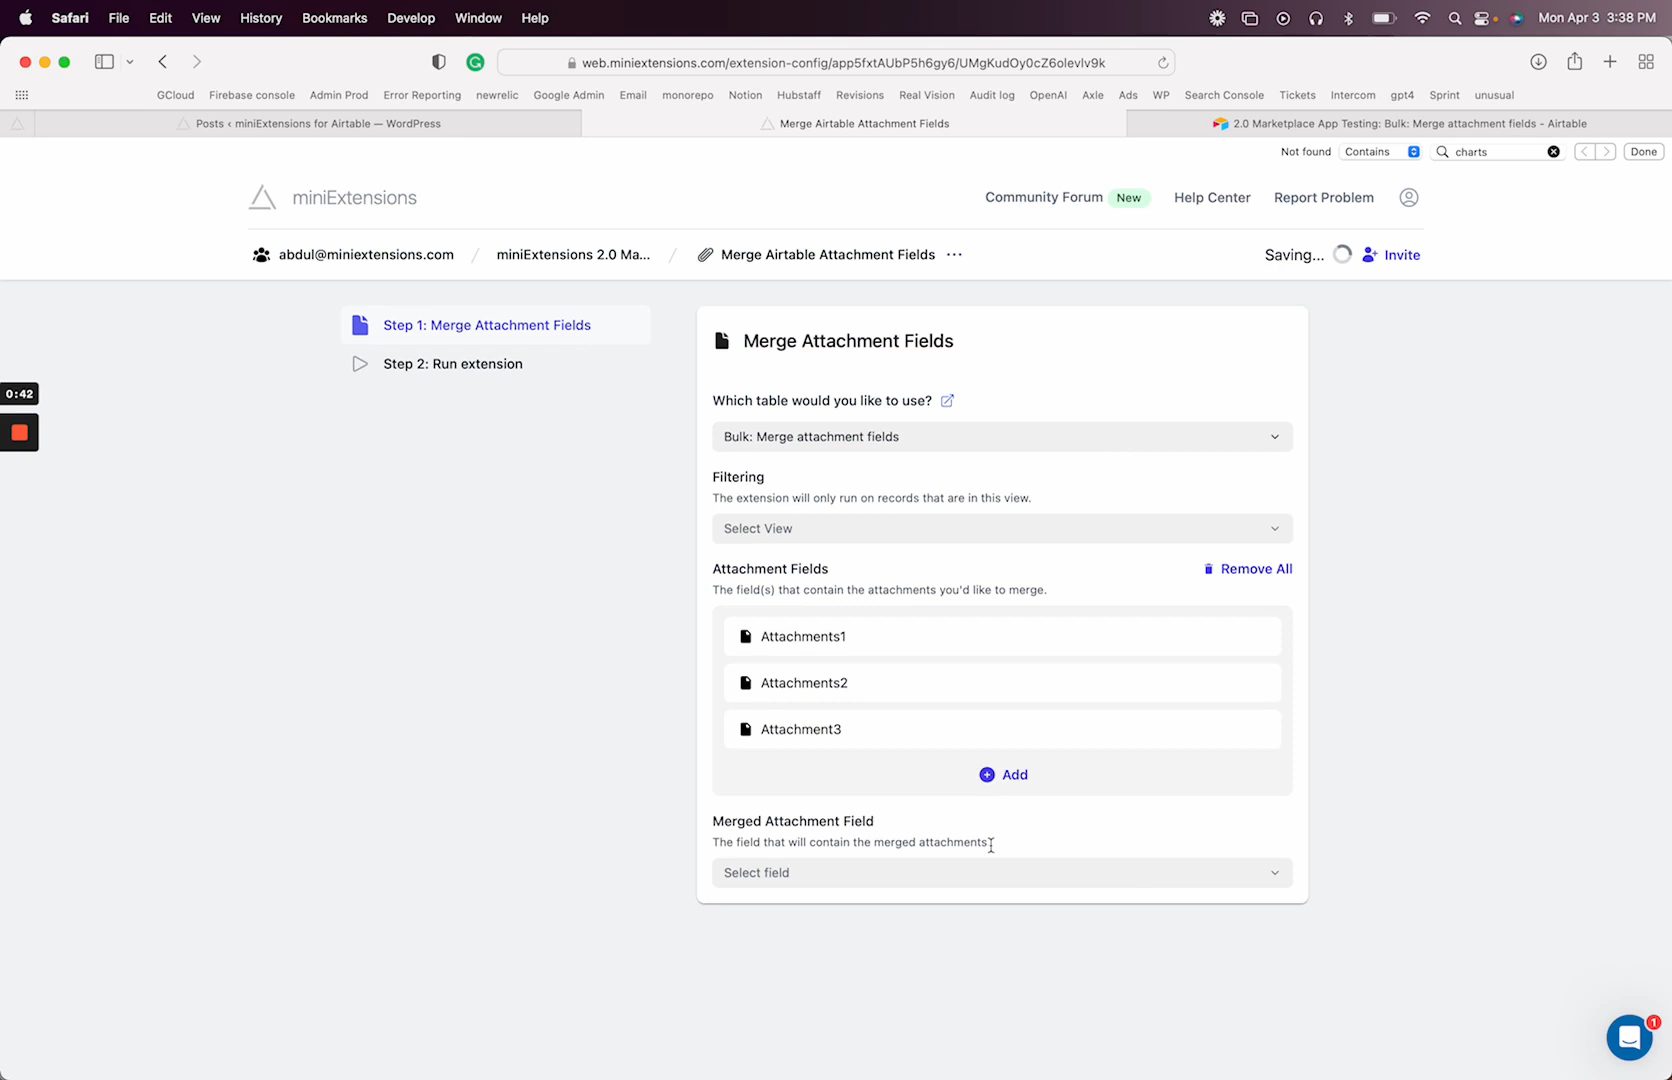 Safari File Edit View History Bookmarks Develop Window Help Mon Apr 3 3:38 PM
web.miniextensions.com/extension-config/app5fxtAUbP5h6gy6/UMgKudOy0cZ6olevIv9k
GCloud Firebase console Admin Prod Error Reporting newrelic Google Admin Email monorepo Notion Hubstaff Revisions Real Vision Audit log OpenAI Axle Ads WP Search Console Tickets Intercom gpt4 Sprint unusual
Posts ‹ miniExtensions for Airtable — WordPress Merge Airtable Attachment Fields 2.0 Marketplace App Testing: Bulk: Merge attachment fields - Airtable
Not found Contains charts Done
miniExtensions Community Forum New Help Center Report Problem
abdul@miniextensions.com / miniExtensions 2.0 Ma... / Merge Airtable Attachment Fields ··· Saving... Invite
Step 1: Merge Attachment Fields
Step 2: Run extension
0:42
Merge Attachment Fields
Which table would you like to use?
Bulk: Merge attachment fields
Filtering
The extension will only run on records that are in this view.
Select View
Attachment Fields Remove All
The field(s) that contain the attachments you'd like to merge.
Attachments1
Attachments2
Attachment3
Add
Merged Attachment Field
The field that will contain the merged attachments
Select field
1